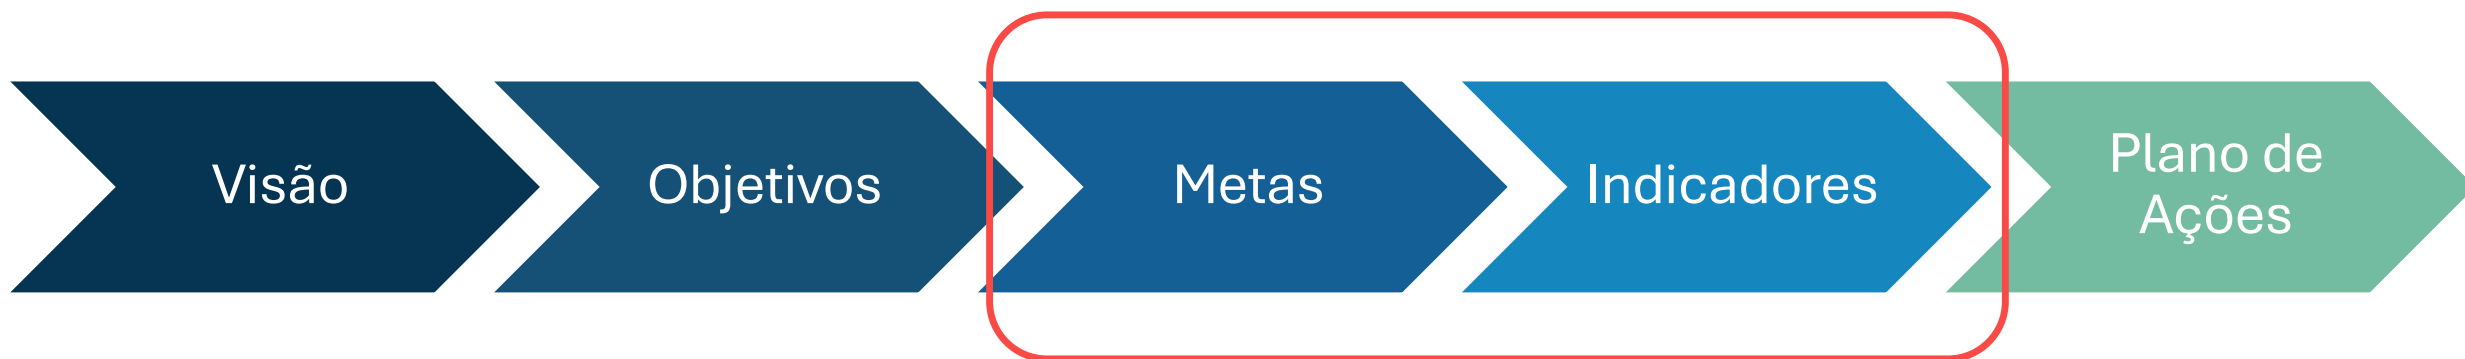 Visão
Objetivos
Metas
Indicadores
Plano de
Ações